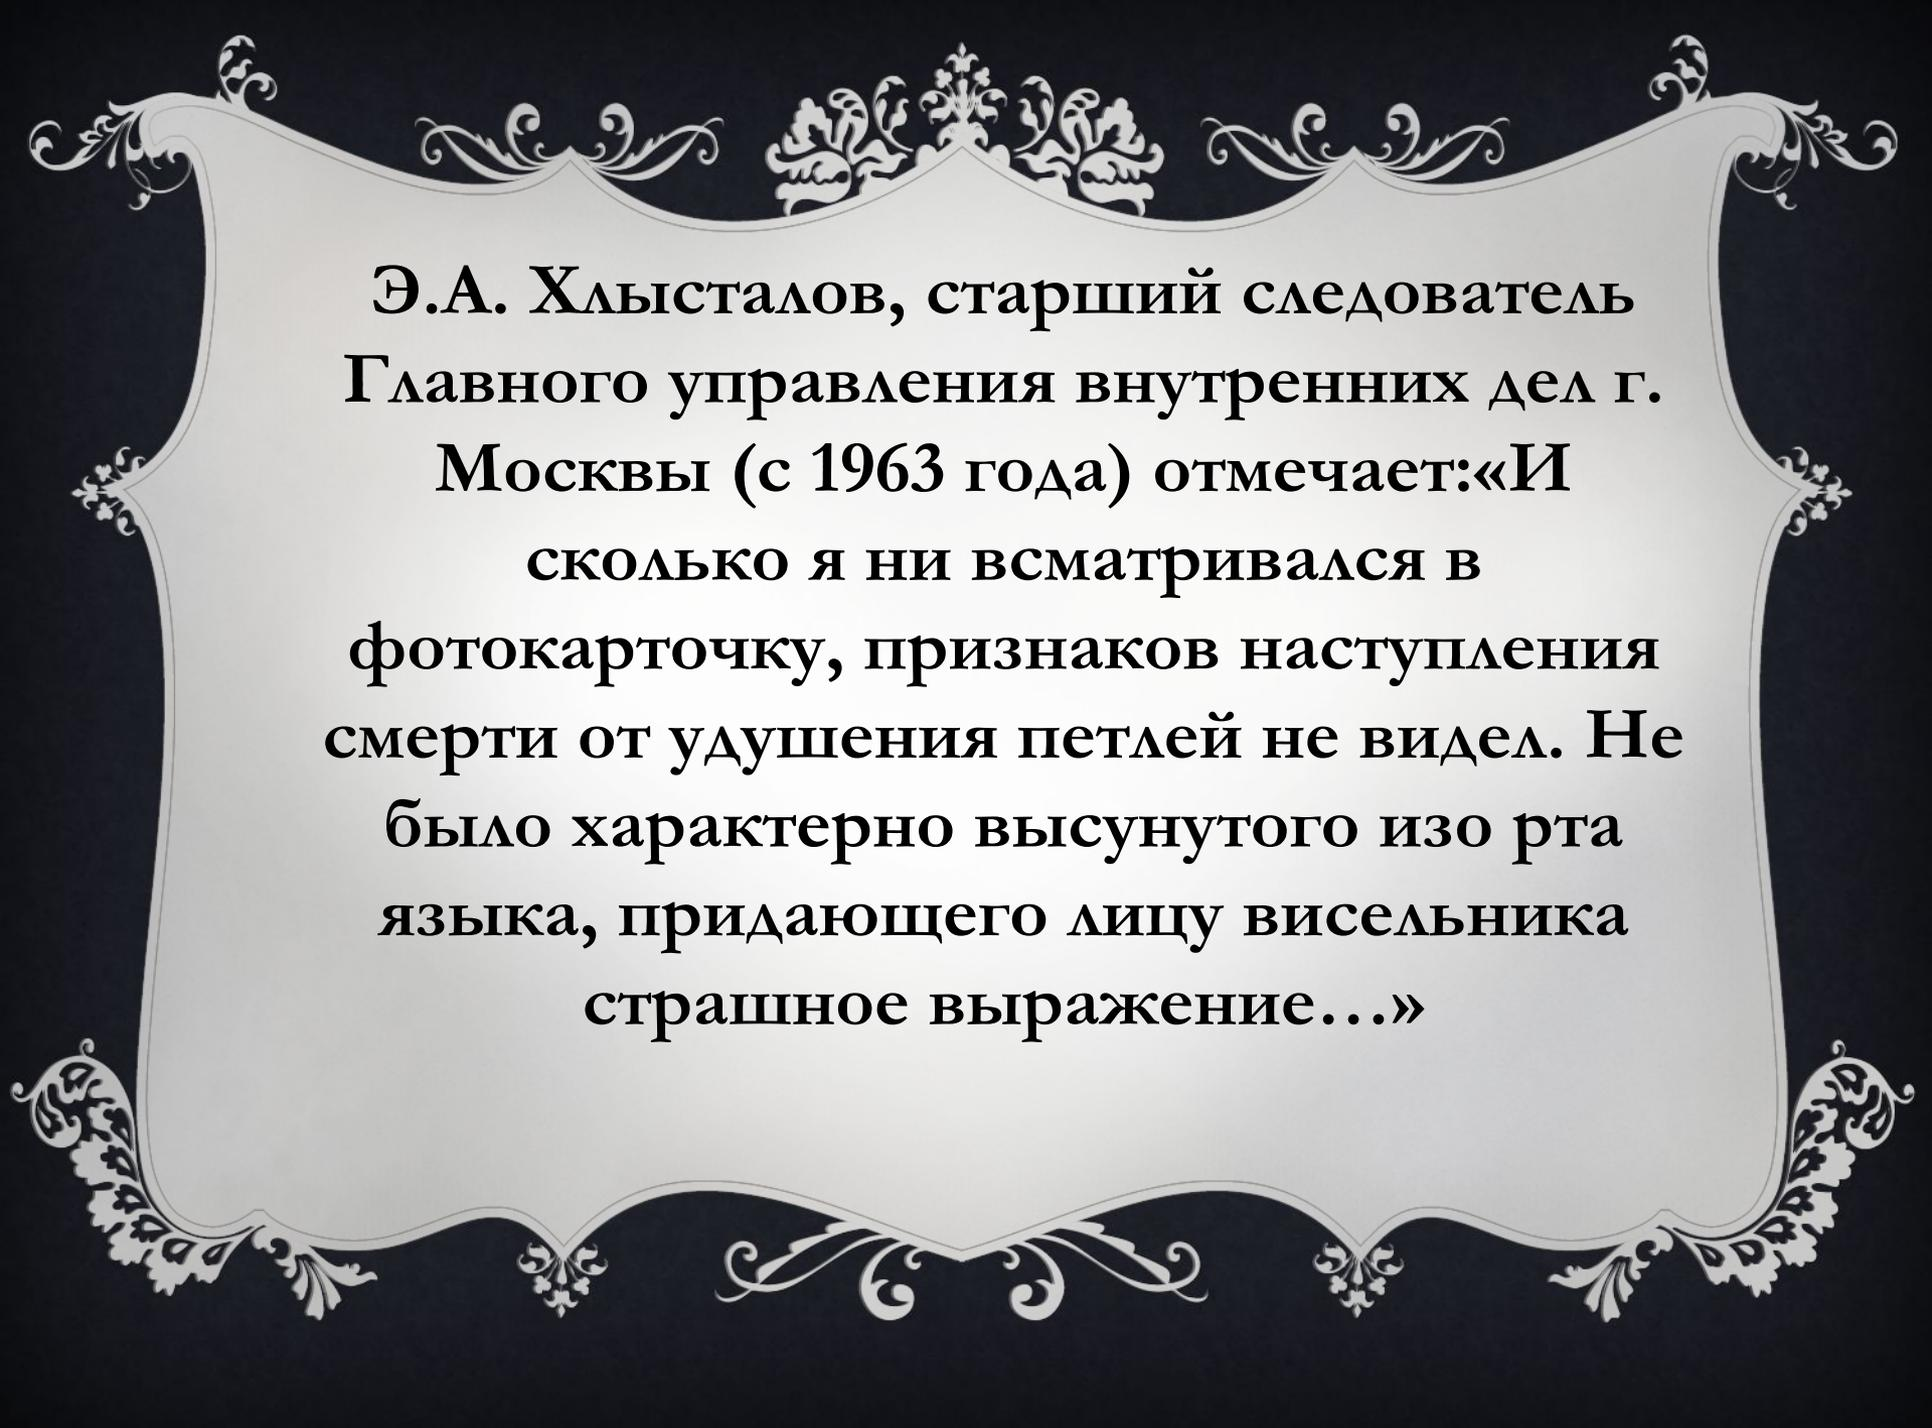 Э.А. Хлысталов, старший следователь
Главного управления внутренних дел г.
Москвы (с 1963 года) отмечает:«И
сколько я ни всматривался в
фотокарточку, признаков наступления
смерти от удушения петлей не видел. Не
было характерно высунутого изо рта
языка, придающего лицу висельника
страшное выражение…»